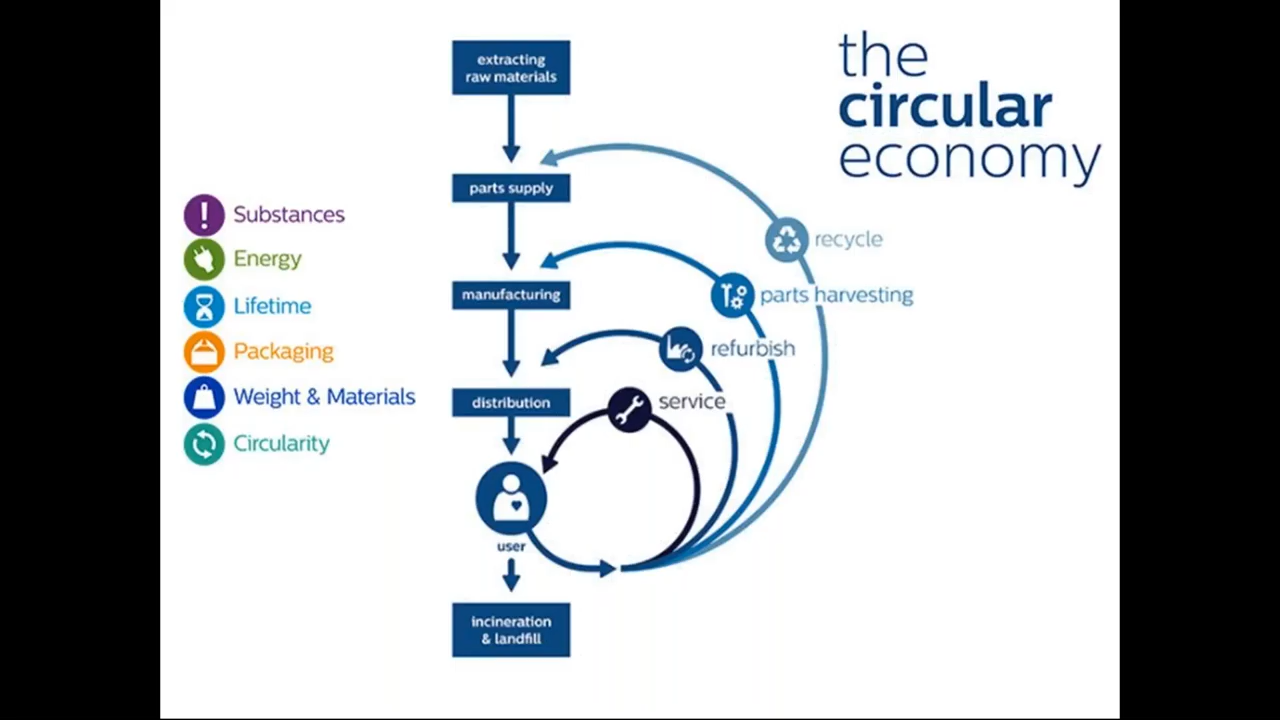 the
circular
economy
extracting
raw materials
parts supply
manufacturing
distribution
user
incineration
& landfill
recycle
parts harvesting
refurbish
service
Substances
Energy
Lifetime
Packaging
Weight & Materials
Circularity